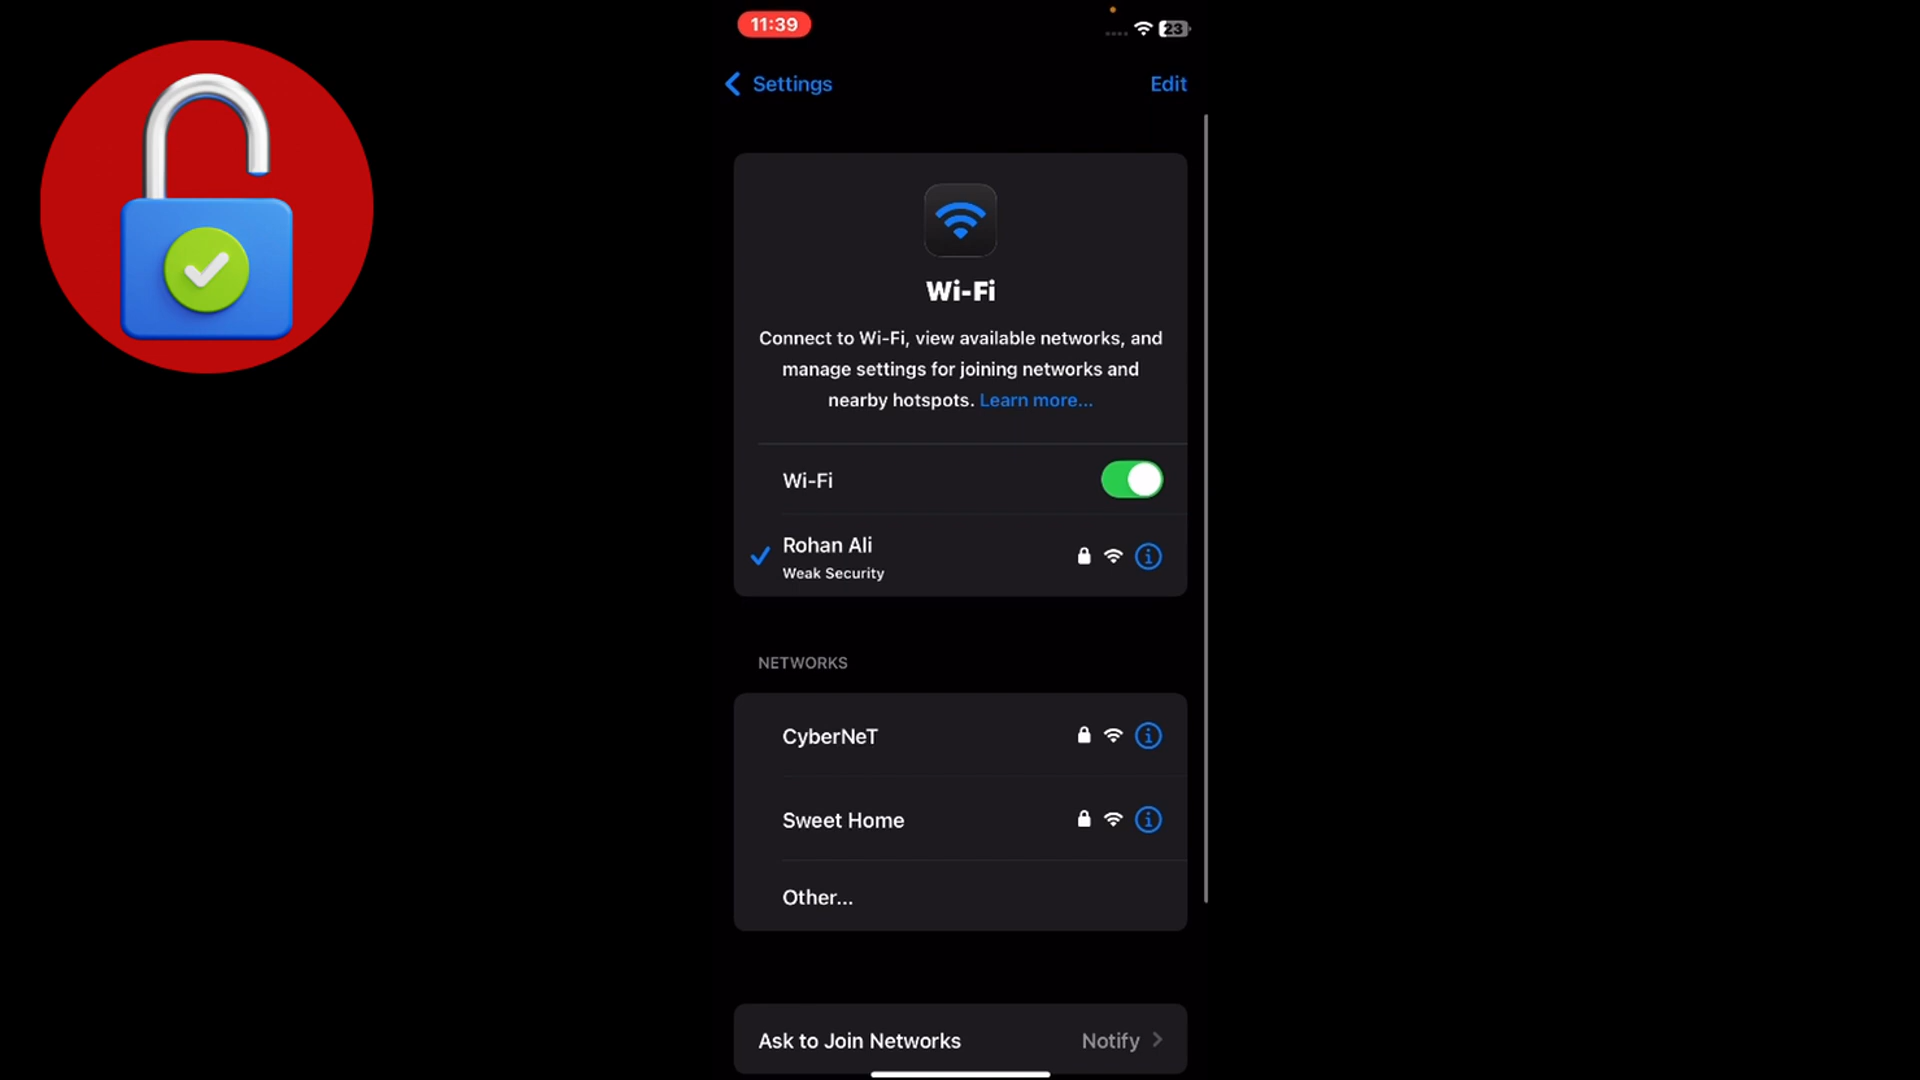 11:39
23
Settings
Edit
Wi-Fi
Connect to Wi-Fi, view available networks, and
manage settings for joining networks and
nearby hotspots. Learn more...
Wi-Fi
Rohan Ali
Weak Security
NETWORKS
CyberNeT
Sweet Home
Other...
Ask to Join Networks
Notify